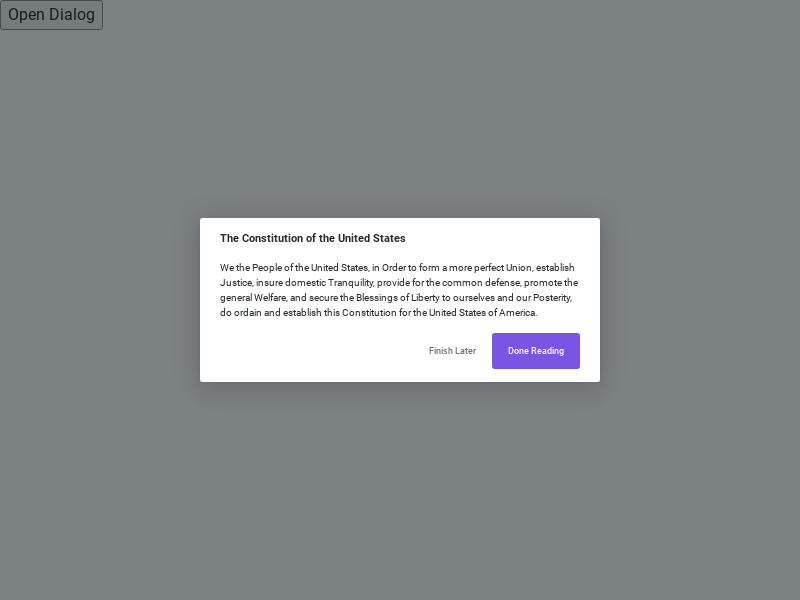 Open Dialog
The Constitution of the United States
We the People of the United States, in Order to form a more perfect Union, establish
Justice, insure domestic Tranquility, provide for the common defense, promote the
general Welfare, and secure the Blessings of Liberty to ourselves and our Posterity,
do ordain and establish this Constitution for the United States of America.
Finish Later
Done Reading